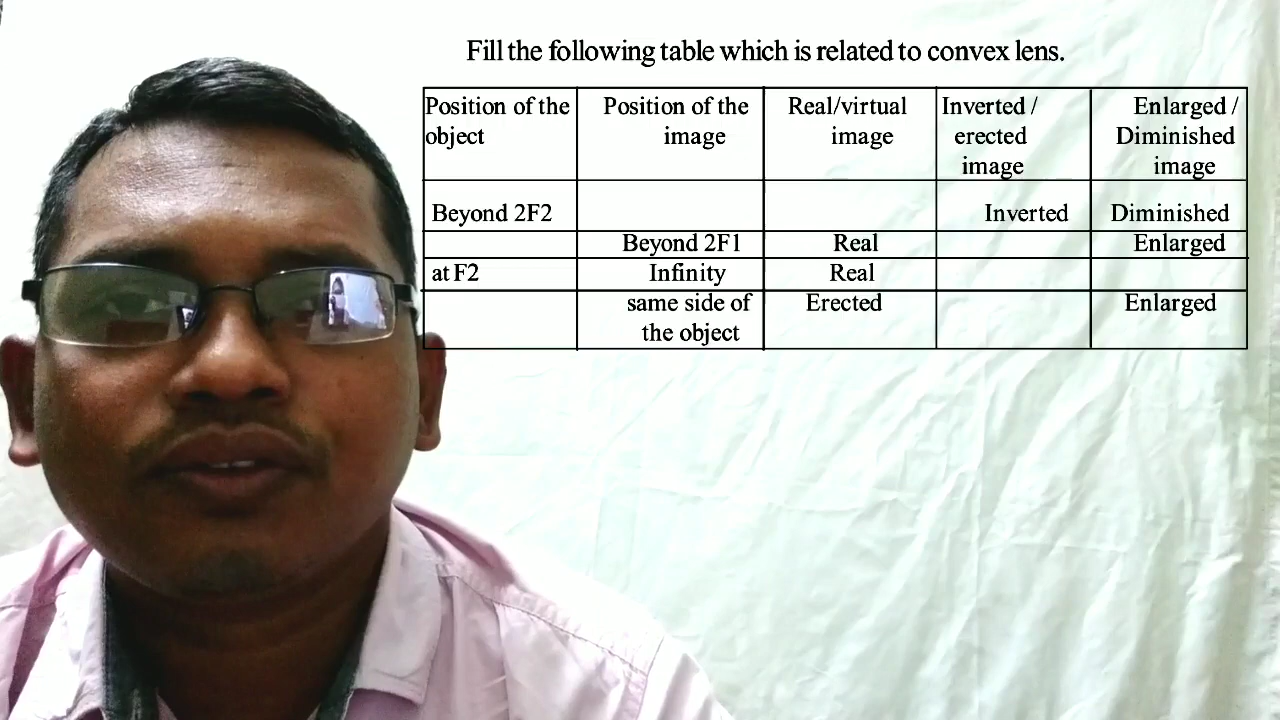 Fill the following table which is related to convex lens.
Position of the object Position of the image Real/virtual image Inverted / erected image Enlarged / Diminished image
Beyond 2F2 Inverted Diminished
Beyond 2F1 Real Enlarged
at F2 Infinity Real
same side of the object Erected Enlarged